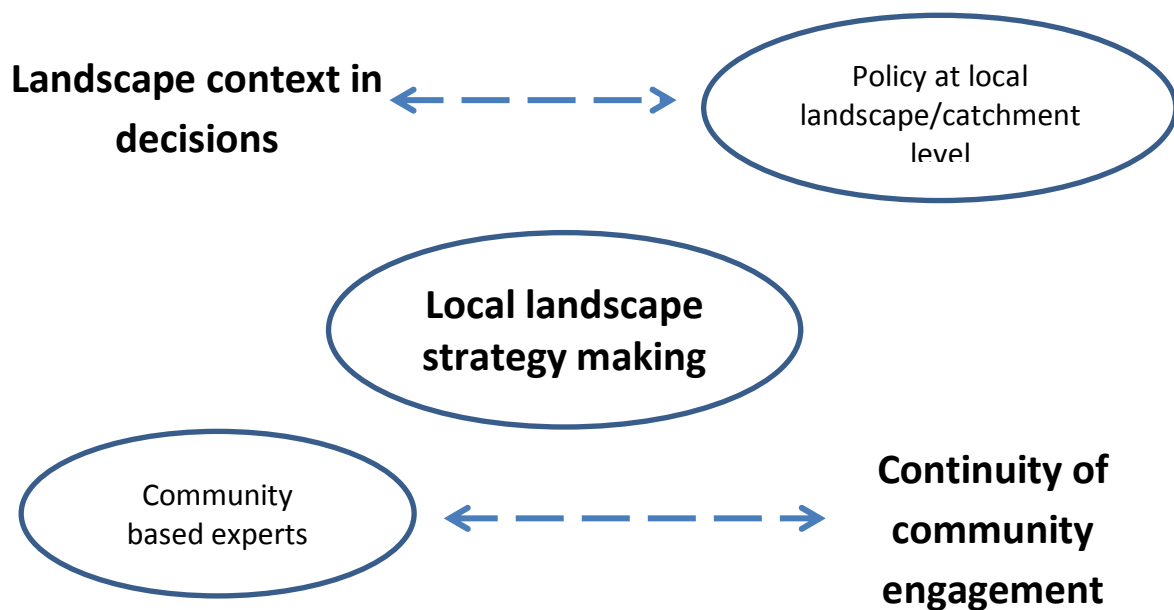 Landscape context in
decisions
Policy at local
landscape/catchment
level
Local landscape
strategy making
Community
based experts
Continuity of
community
engagement